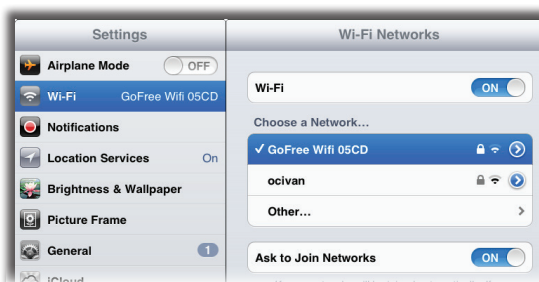 Settings
Airplane Mode OFF
Wi-Fi GoFree Wifi 05CD
Notifications
Location Services On
Brightness & Wallpaper
Picture Frame
General 1
iCloud
Wi-Fi Networks
Wi-Fi ON
Choose a Network...
GoFree Wifi 05CD
ocivan
Other...
Ask to Join Networks ON